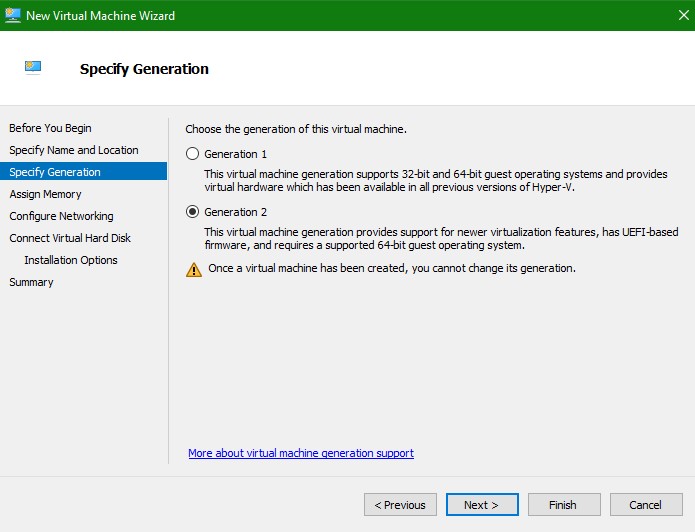 New Virtual Machine Wizard
Specify Generation
Before You Begin
Specify Name and Location
Specify Generation
Assign Memory
Configure Networking
Connect Virtual Hard Disk
Installation Options
Summary
Choose the generation of this virtual machine.
Generation 1
This virtual machine generation supports 32-bit and 64-bit guest operating systems and provides
virtual hardware which has been available in all previous versions of Hyper-V.
Generation 2
This virtual machine generation provides support for newer virtualization features, has UEFI-based
firmware, and requires a supported 64-bit guest operating system.
Once a virtual machine has been created, you cannot change its generation.
More about virtual machine generation support
< Previous
Next >
Finish
Cancel